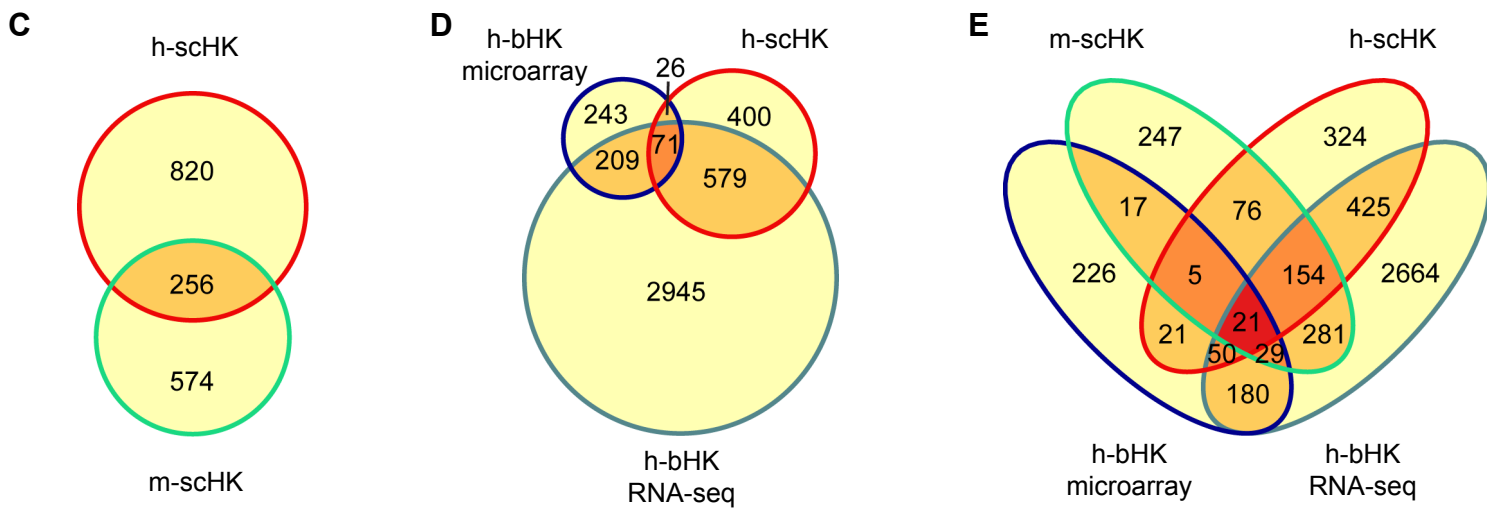 C
h-scHK
820
256
574
m-scHK
D
h-bHK
microarray
h-scHK
26
243
400
71
209
579
2945
h-bHK
RNA-seq
E
m-scHK
h-scHK
247
324
17
76
425
226
5
154
2664
21
21
281
50
29
180
h-bHK
microarray
h-bHK
RNA-seq